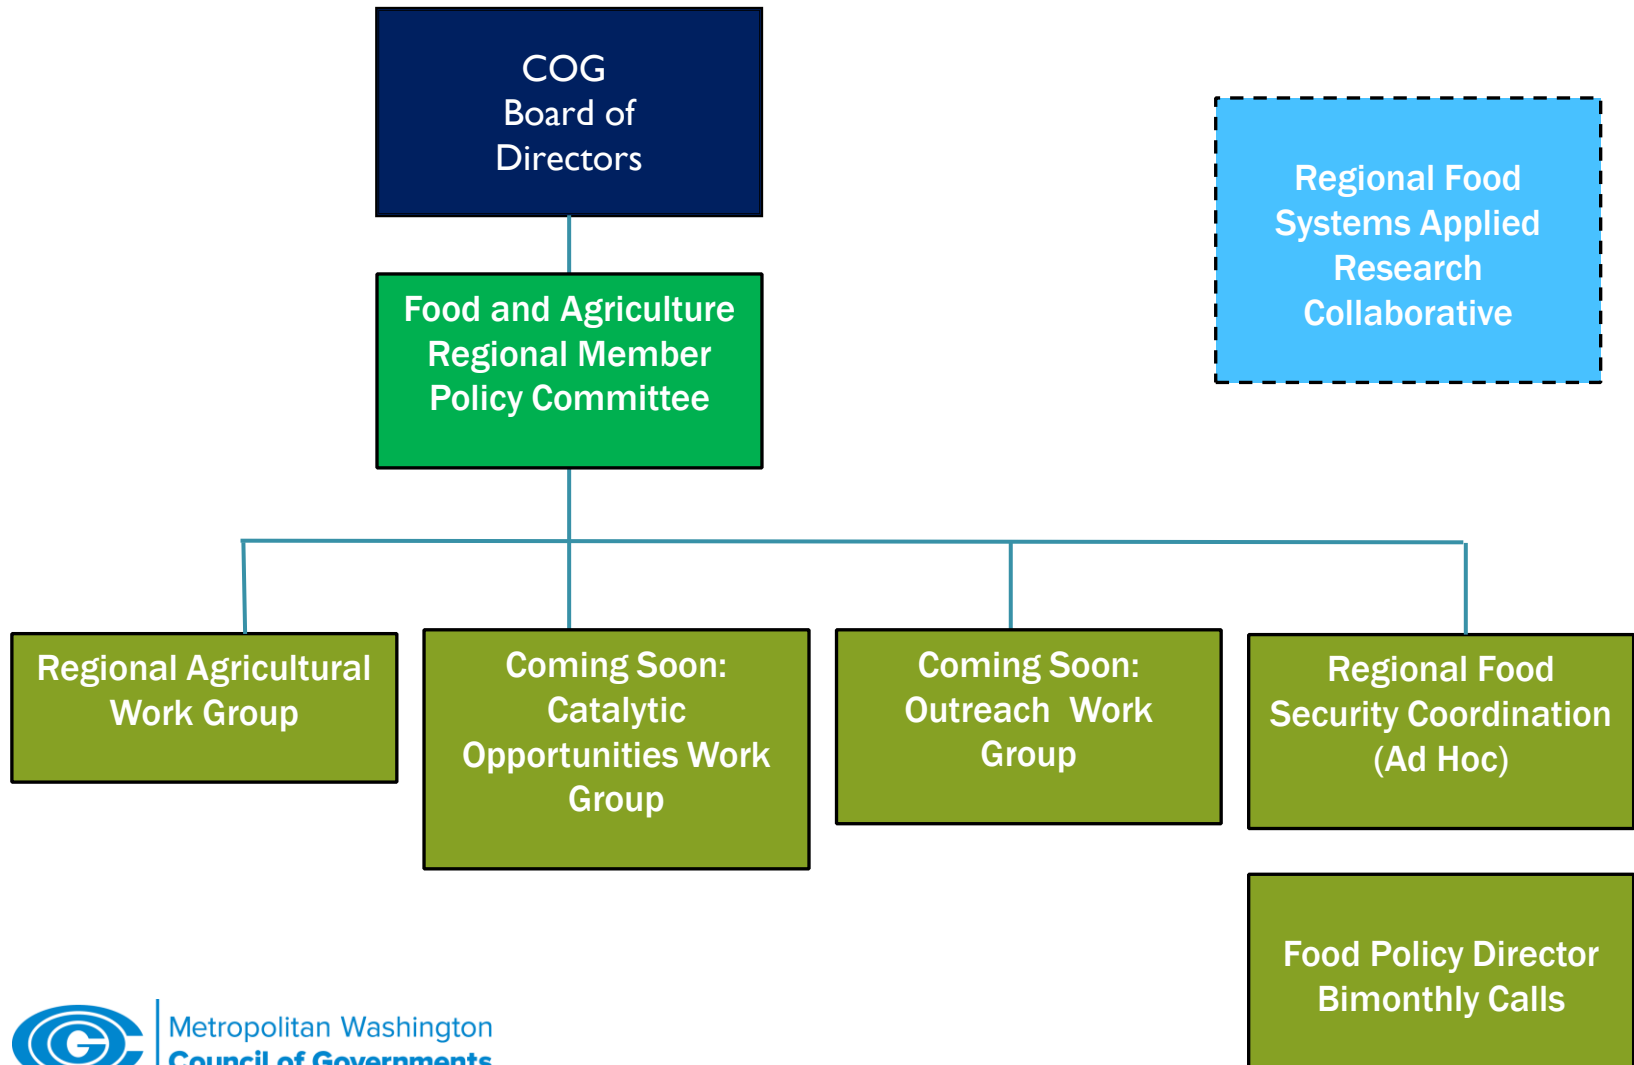 COG
Board of
Directors
Regional Food
Systems Applied
Research
Collaborative
Food and Agriculture
Regional Member
Policy Committee
Regional Agricultural
Work Group
Coming Soon:
Catalytic
Opportunities Work
Group
Coming Soon:
Outreach Work
Group
Regional Food
Security Coordination
(Ad Hoc)
Food Policy Director
Bimonthly Calls
Metropolitan Washington
Council of Governments